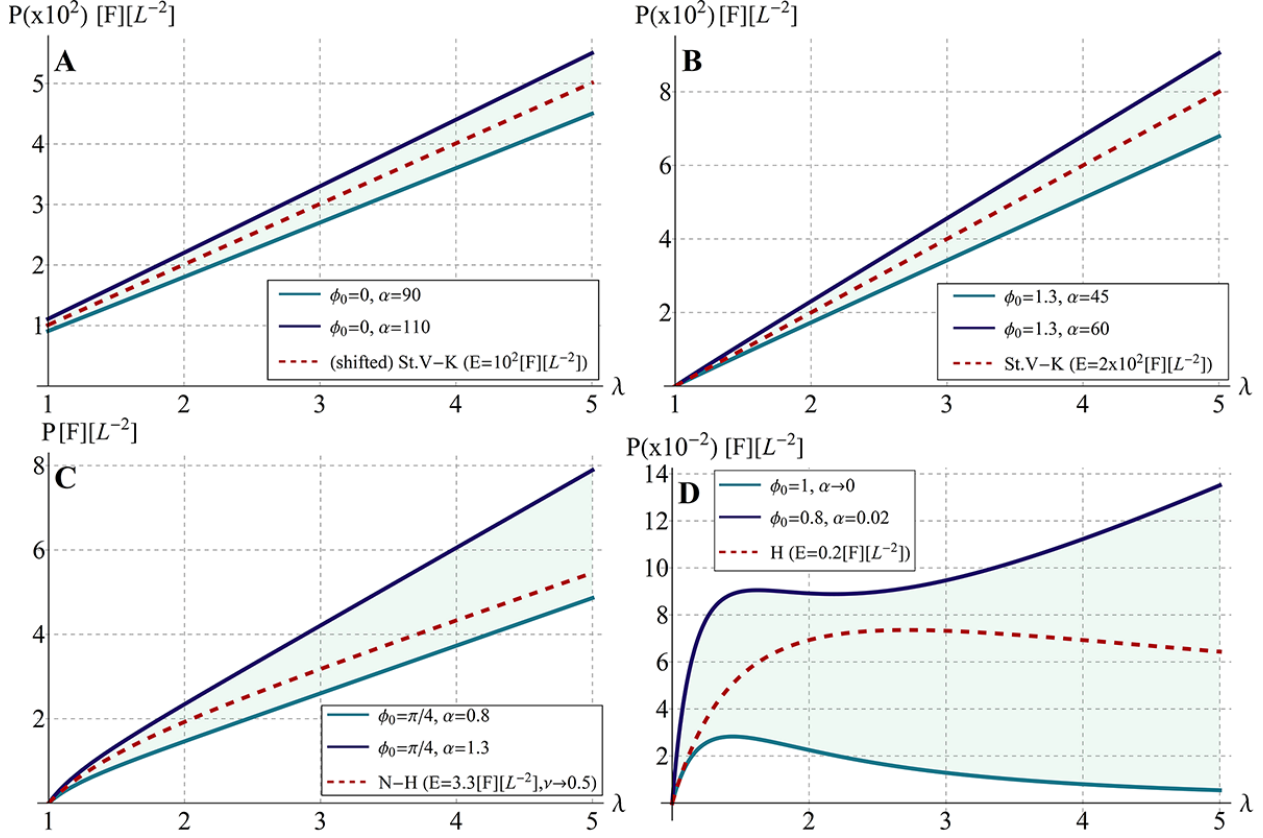 P(x10²) [F][L⁻²]
A
5
4
3
2
1
ϕ₀=0, α=90
ϕ₀=0, α=110
(shifted) St.V−K (E=10²[F][L⁻²])
1 2 3 4 5 λ
P(x10²) [F][L⁻²]
B
8
6
4
2
ϕ₀=1.3, α=45
ϕ₀=1.3, α=60
St.V−K (E=2x10²[F][L⁻²])
1 2 3 4 5 λ
P [F][L⁻²]
C
8
6
4
2
ϕ₀=π/4, α=0.8
ϕ₀=π/4, α=1.3
N−H (E=3.3[F][L⁻²],ν→0.5)
1 2 3 4 5 λ
P(x10⁻²) [F][L⁻²]
D
14
12
10
8
6
4
2
ϕ₀=1, α→0
ϕ₀=0.8, α=0.02
H (E=0.2[F][L⁻²])
1 2 3 4 5 λ